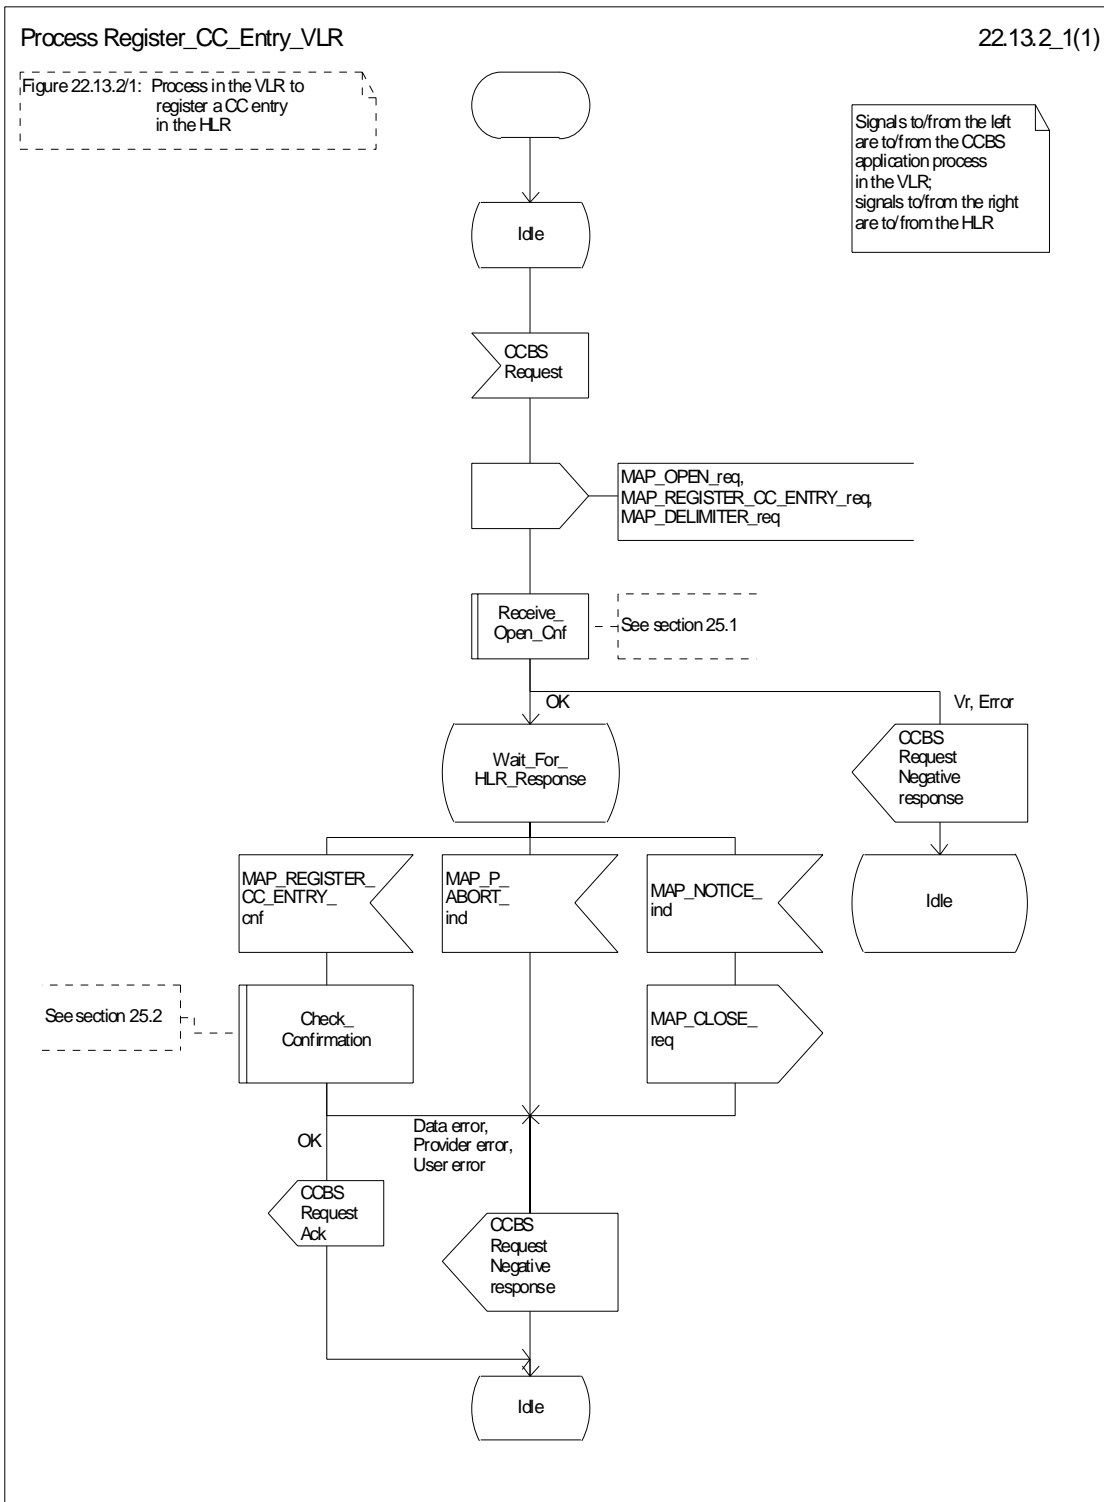 Process Register_CC_Entry_VLR
22.13.2_1(1)
Figure 22.13.2/1: Process in the VLR to
register a CC entry
in the HLR
Signals to/from the left
are to/from the CCBS
application process
in the VLR;
signals to/from the right
are to/from the HLR
Idle
CCBS
Request
MAP_OPEN_req,
MAP_REGISTER_CC_ENTRY_req,
MAP_DELIMITER_req
Receive_
Open_Cnf
See section 25.1
OK
Vr, Error
Wait_For_
HLR_Response
CCBS
Request
Negative
response
MAP_REGISTER_
CC_ENTRY_
cnf
MAP_P_
ABORT_
ind
MAP_NOTICE_
ind
Idle
See section 25.2
Check_
Confirmation
MAP_CLOSE_
req
OK
Data error,
Provider error,
User error
CCBS
Request
Ack
CCBS
Request
Negative
response
Idle